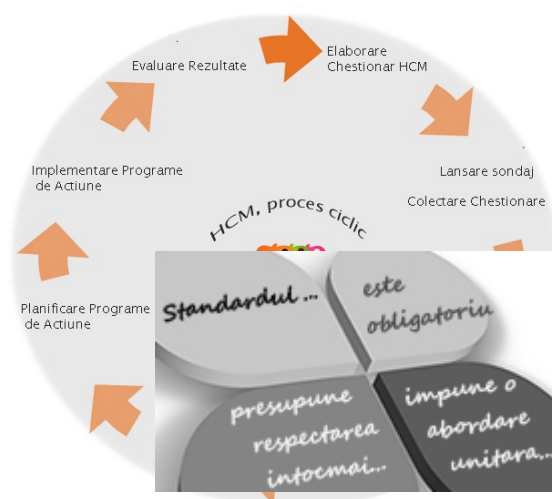 Elaborare
Chestionar HCM
Lansare sondaj
Colectare Chestionare
Planificare Programe
de Actiune
Implementare Programe
de Actiune
Evaluare Rezultate
HCM, proces ciclic
Standardul ...
este
obligatoriu
presupune
respectarea
intocmai...
impune o
abordare
unitara...